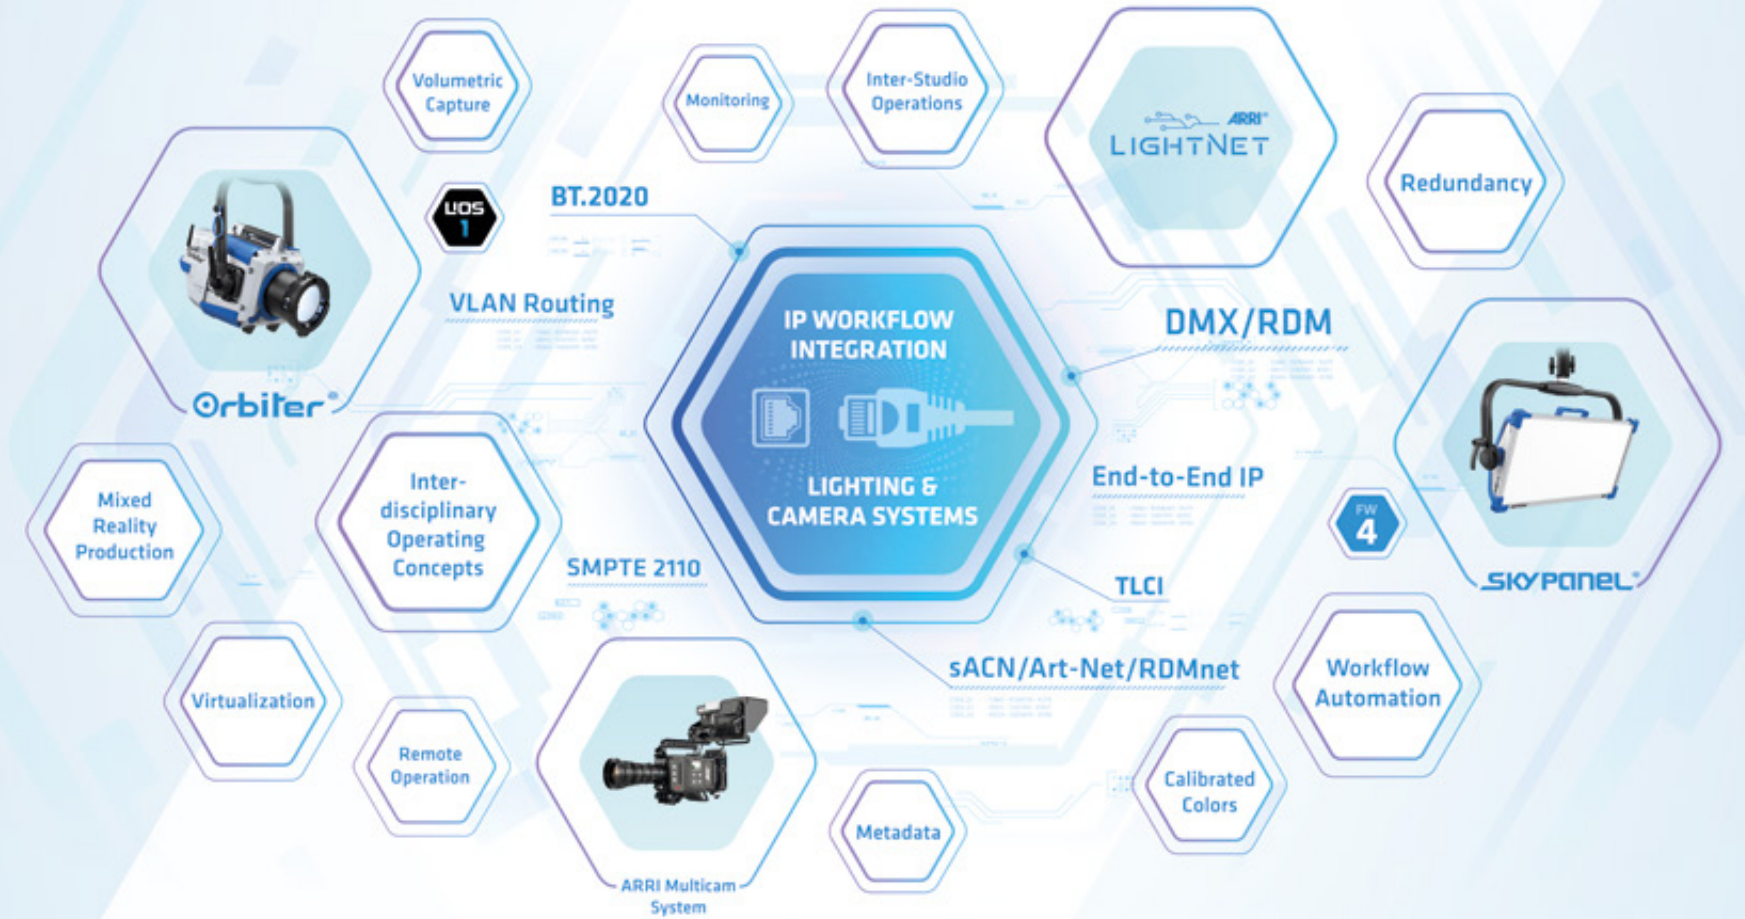 Volumetric
Capture
Monitoring
Inter-Studio
Operations
ARRI
LIGHTNET
Redundancy
LiOS
1
BT.2020
VLAN Routing
Orbiter®
IP WORKFLOW
INTEGRATION
LIGHTING &
CAMERA SYSTEMS
DMX/RDM
End-to-End IP
FW
4
SKYPANEL®
Mixed
Reality
Production
Inter-
disciplinary
Operating
Concepts
SMPTE 2110
TLCI
sACN/Art-Net/RDMnet
Workflow
Automation
Virtualization
Remote
Operation
ARRI Multicam
System
Metadata
Calibrated
Colors